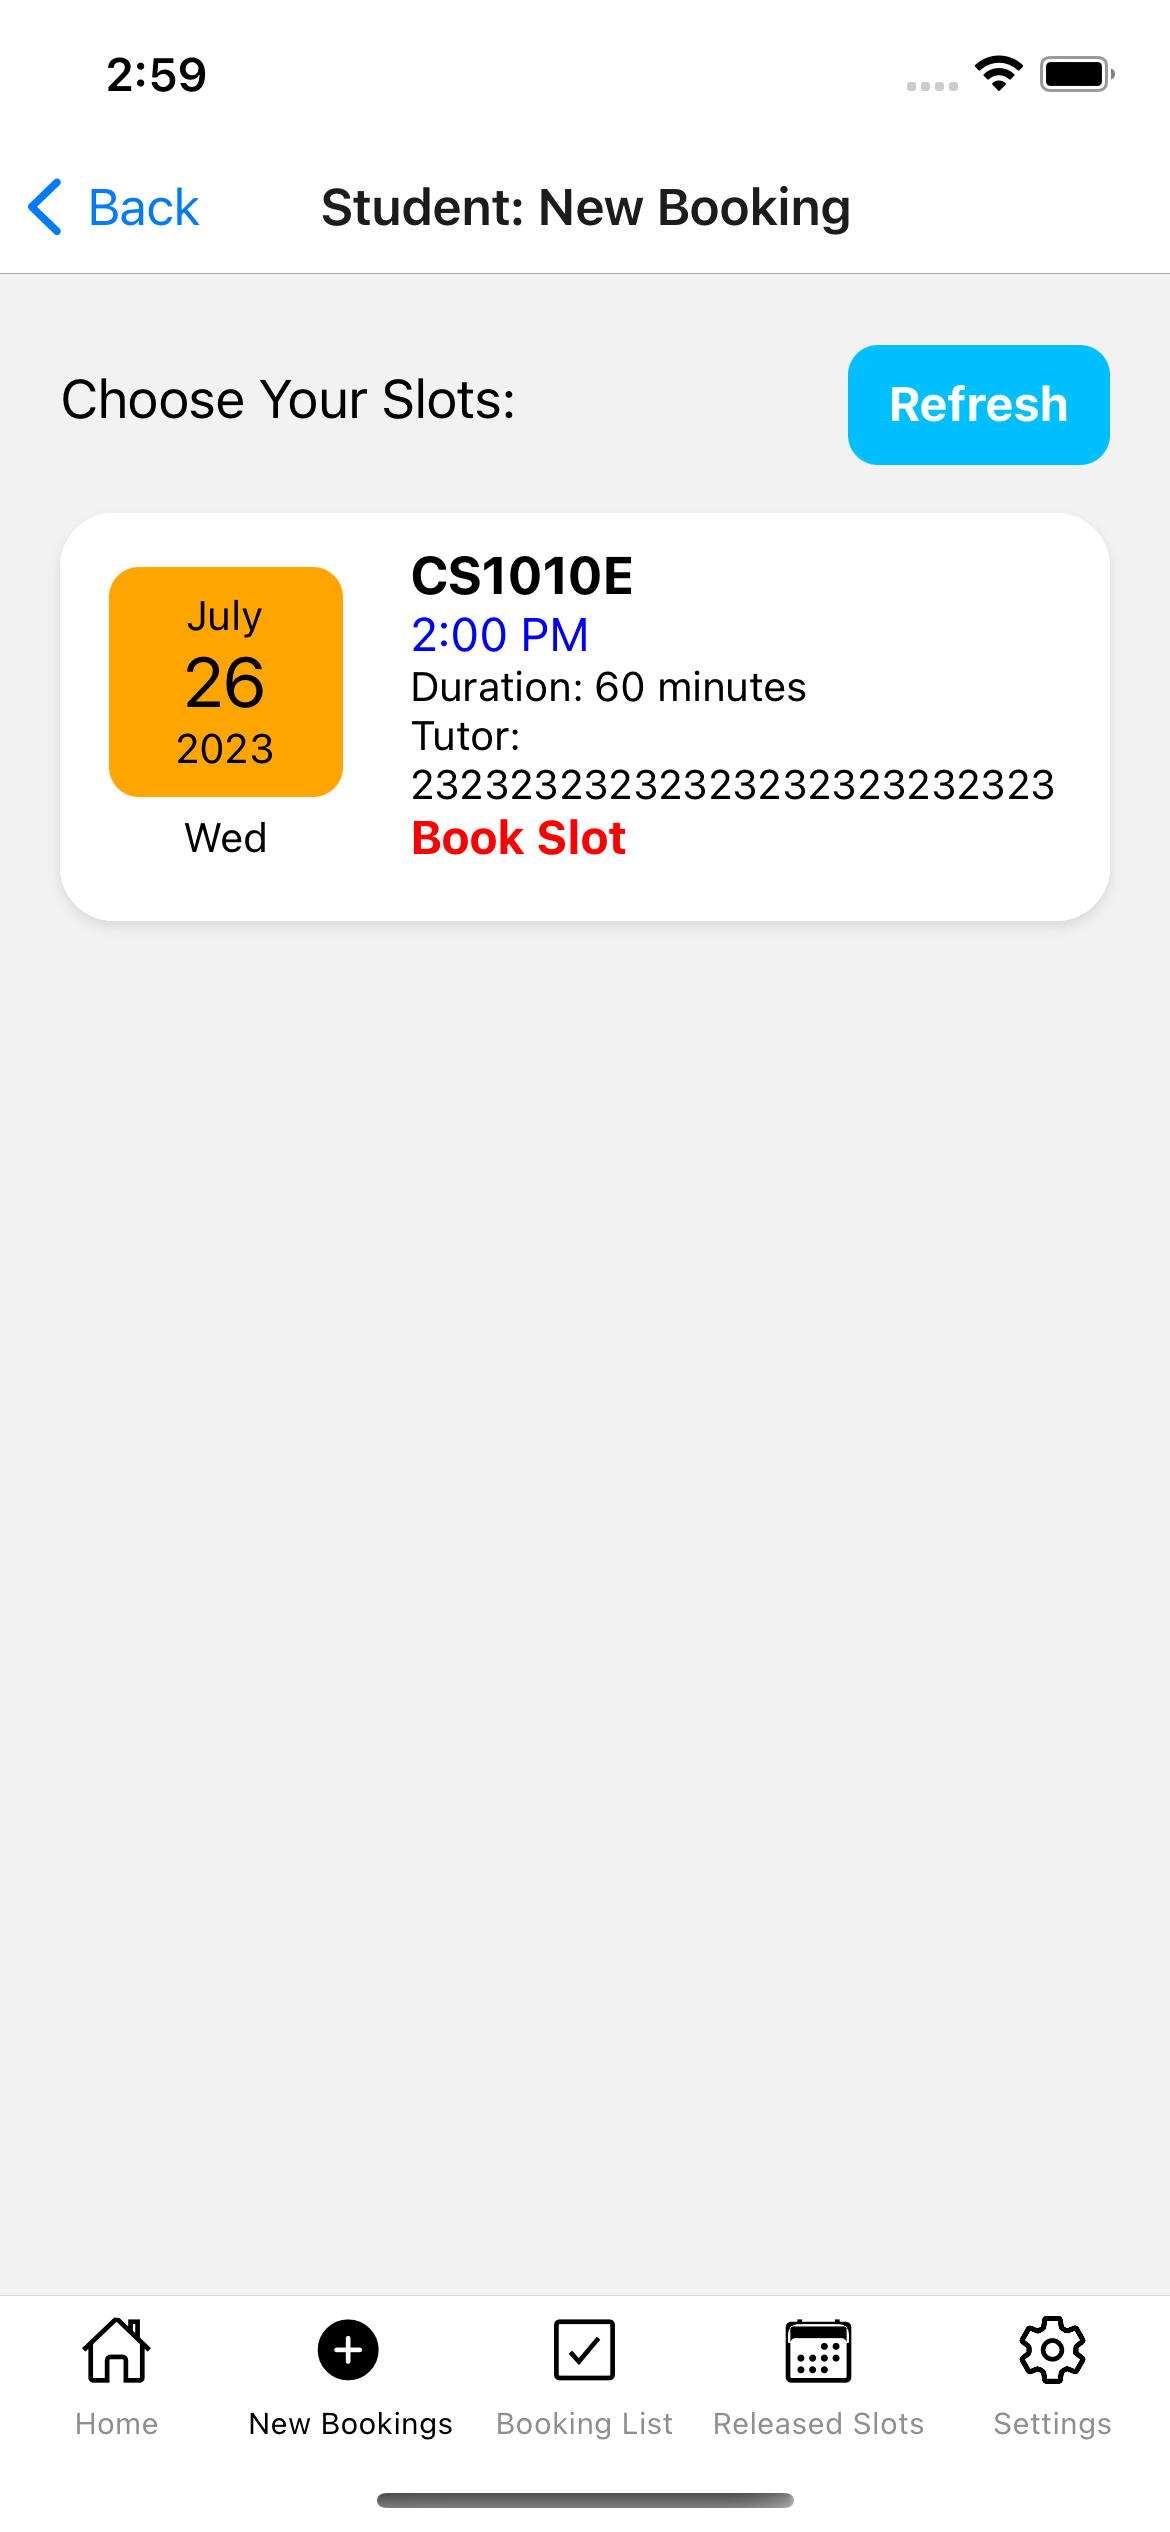 2:59
Back
Student: New Booking
Choose Your Slots:
Refresh
July
26
2023
Wed
CS1010E
2:00 PM
Duration: 60 minutes
Tutor:
23232323232323232323232323
Book Slot
Home
New Bookings
Booking List
Released Slots
Settings